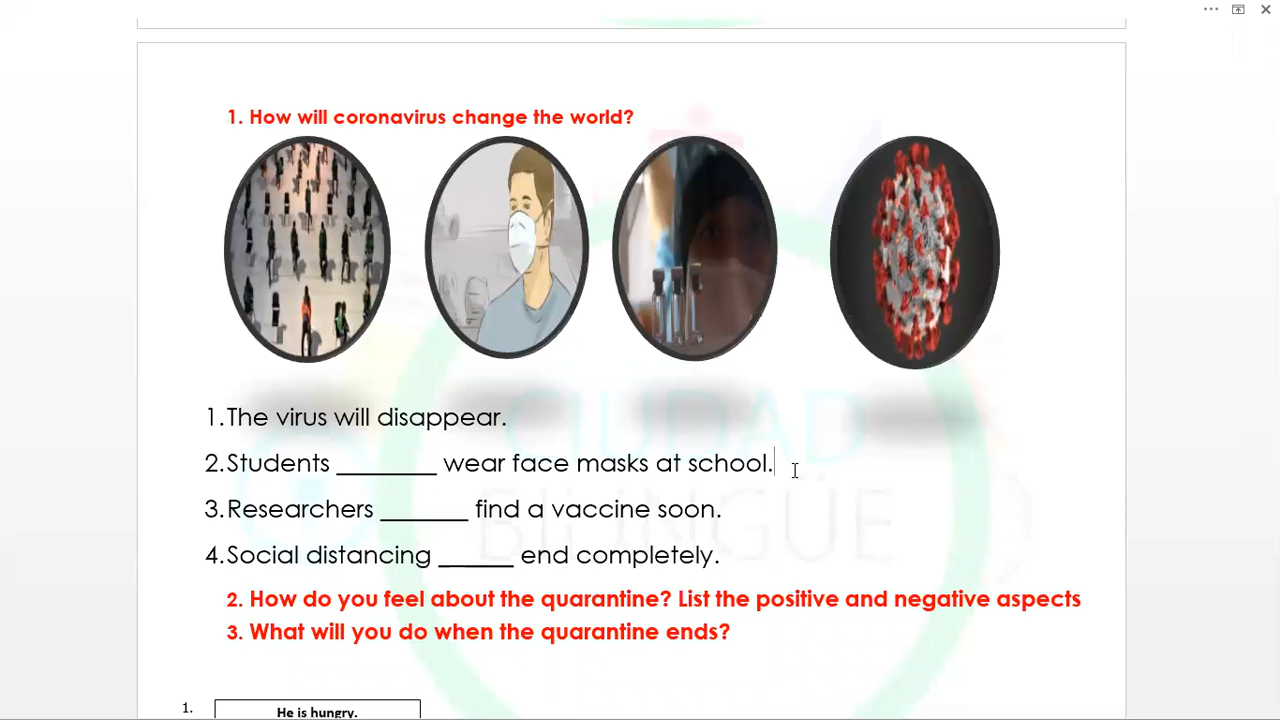 1. How will coronavirus change the world?
1.The virus will disappear.
2.Students ________ wear face masks at school.
3.Researchers _______ find a vaccine soon.
4.Social distancing ______ end completely.
2. How do you feel about the quarantine? List the positive and negative aspects
3. What will you do when the quarantine ends?
CIUDAD
BILINGÜE
1.
He is hungry.